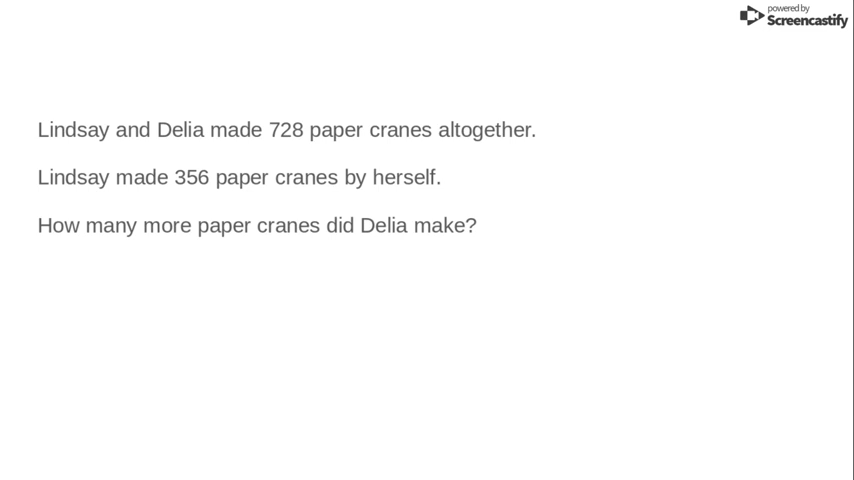 powered by
Screencastify
Lindsay and Delia made 728 paper cranes altogether.
Lindsay made 356 paper cranes by herself.
How many more paper cranes did Delia make?